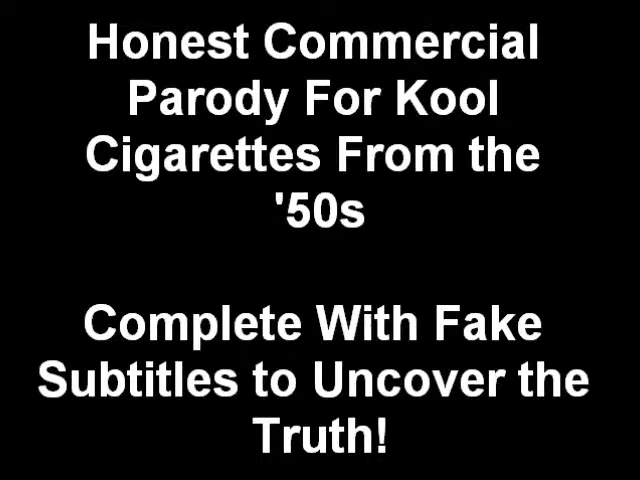 Honest Commercial
Parody For Kool
Cigarettes From the
'50s
Complete With Fake
Subtitles to Uncover the
Truth!